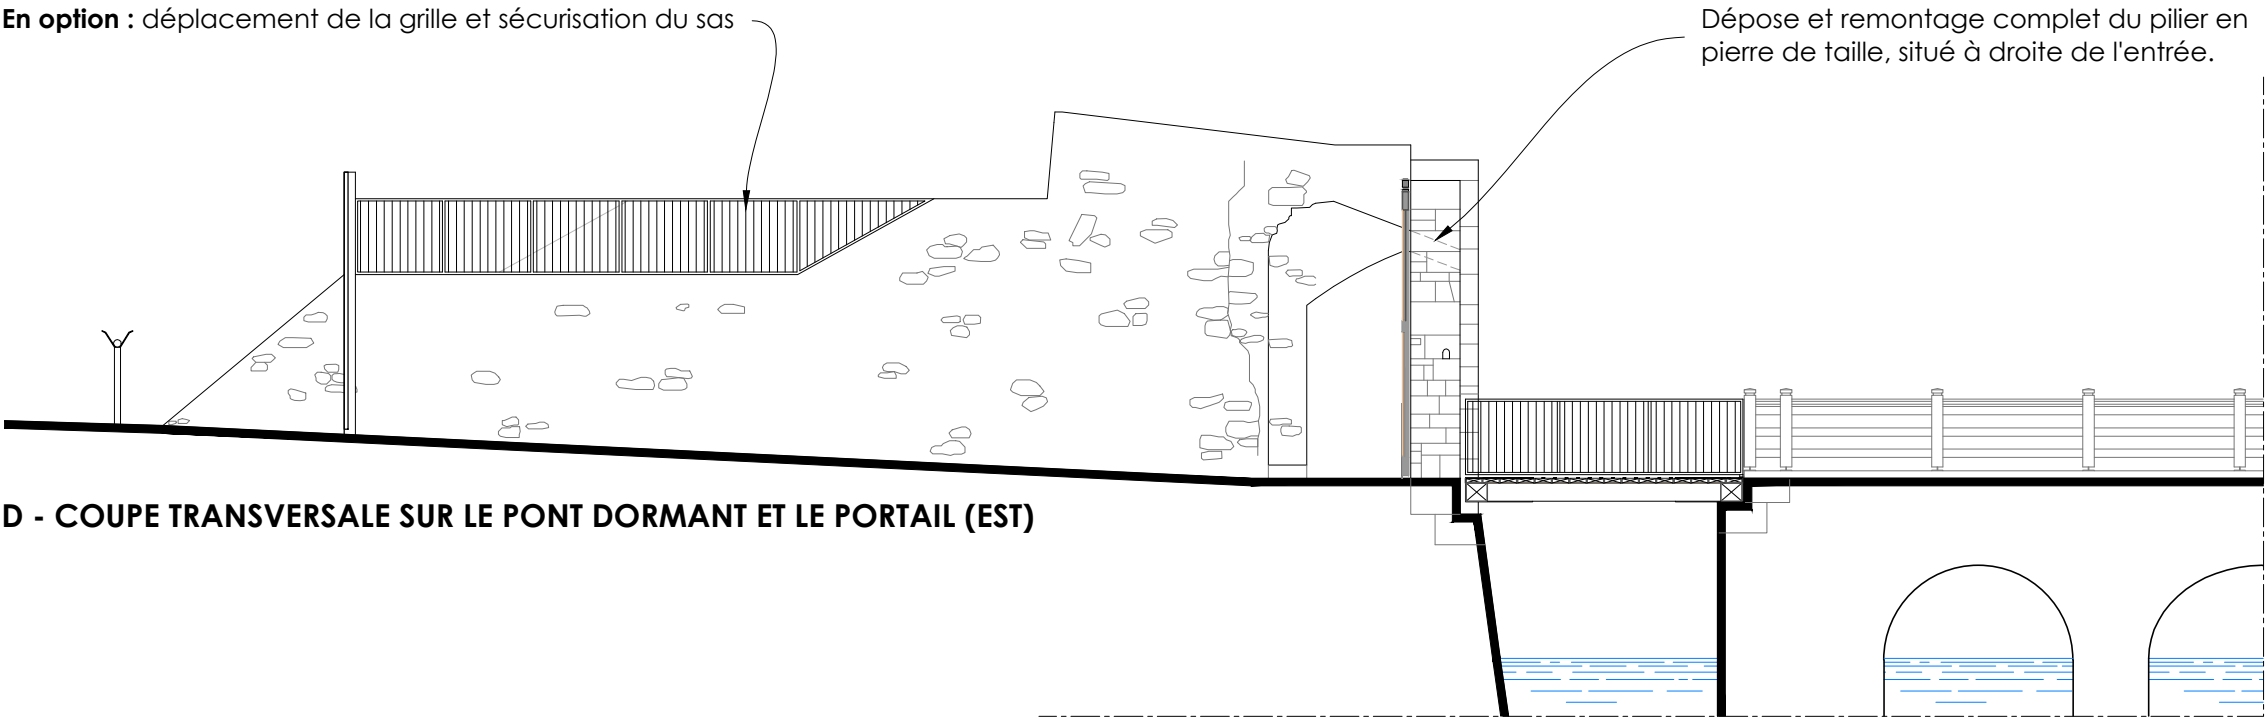 En option : déplacement de la grille et sécurisation du sas
Dépose et remontage complet du pilier en
pierre de taille, situé à droite de l'entrée.
D - COUPE TRANSVERSALE SUR LE PONT DORMANT ET LE PORTAIL (EST)